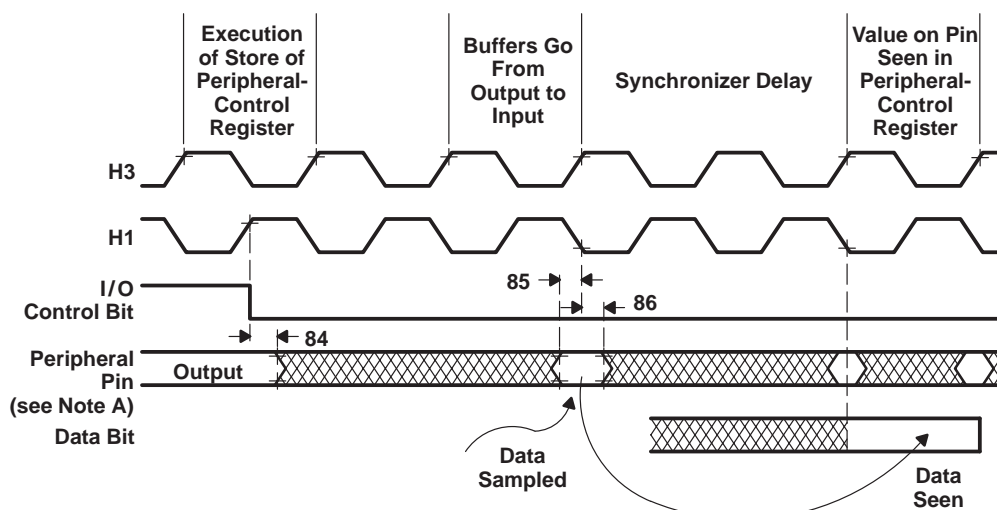 Execution
of Store of
Peripheral-
Control
Register
Buffers Go
From
Output to
Input
Synchronizer Delay
Value on Pin
Seen in
Peripheral-
Control
Register
H3
H1
I/O
Control Bit
85
86
84
Peripheral
Pin
(see Note A)
Output
Data Bit
Data
Sampled
Data
Seen